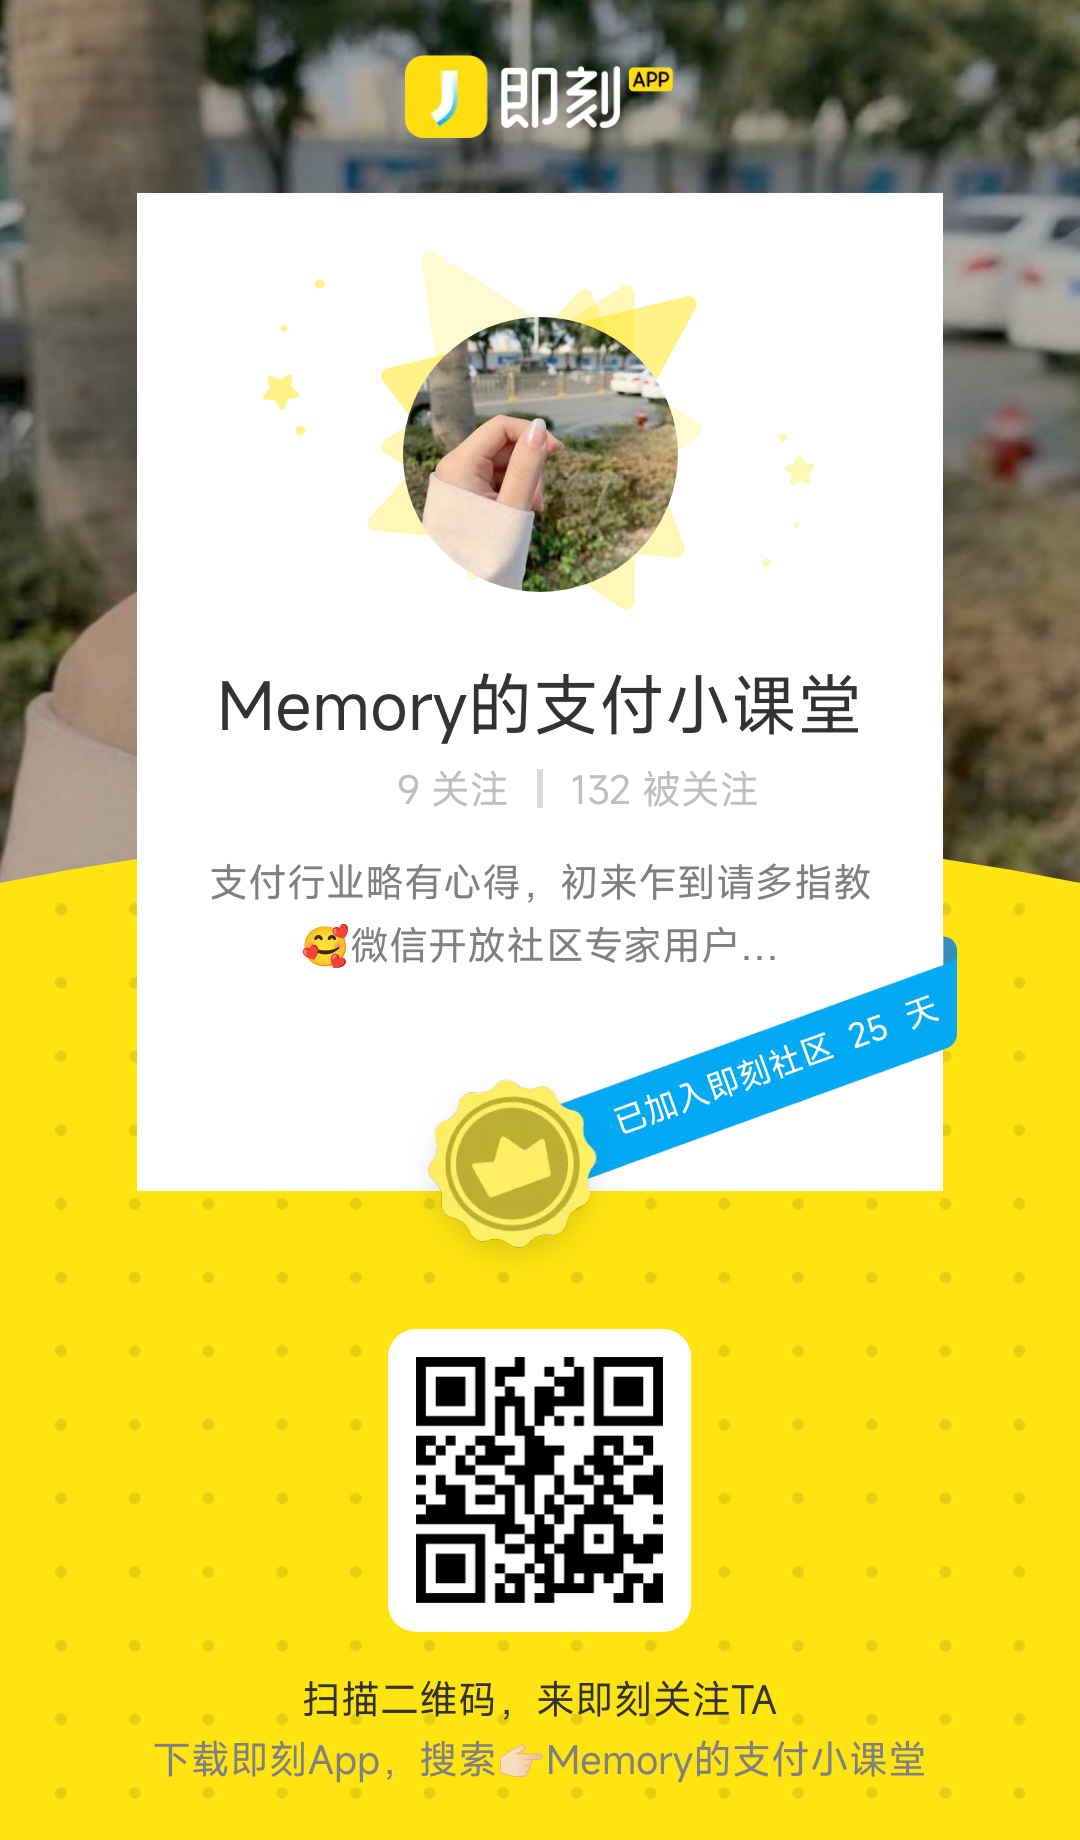 即刻APP
Memory的支付小课堂
9 关注 | 132 被关注
支付行业略有心得，初来乍到请多指教
🥰微信开放社区专家用户...
已加入即刻社区 25 天
扫描二维码，来即刻关注TA
下载即刻App，搜索👉🏻Memory的支付小课堂